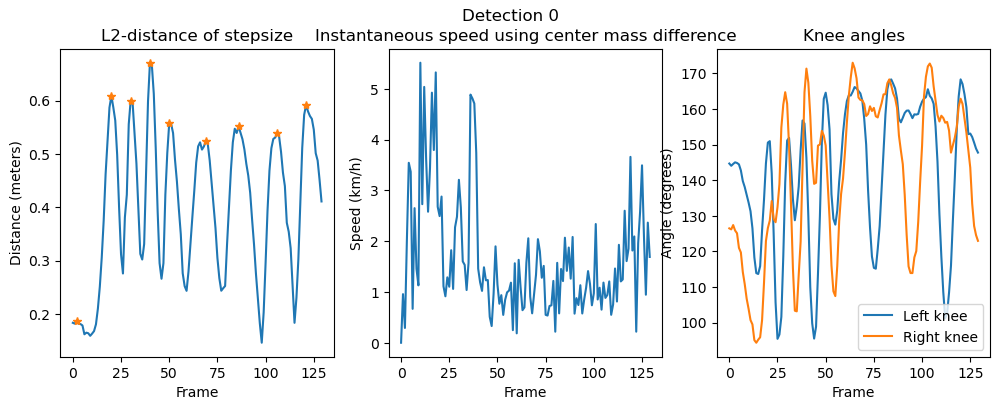 Detection 0
L2-distance of stepsize
Instantaneous speed using center mass difference
Knee angles
Distance (meters)
0.6
0.5
0.4
0.3
0.2
0 25 50 75 100 125
Frame
Speed (km/h)
5
4
3
2
1
0
0 25 50 75 100 125
Frame
Angle (degrees)
170
160
150
140
130
120
110
100
0 25 50 75 100 125
Frame
Left knee
Right knee